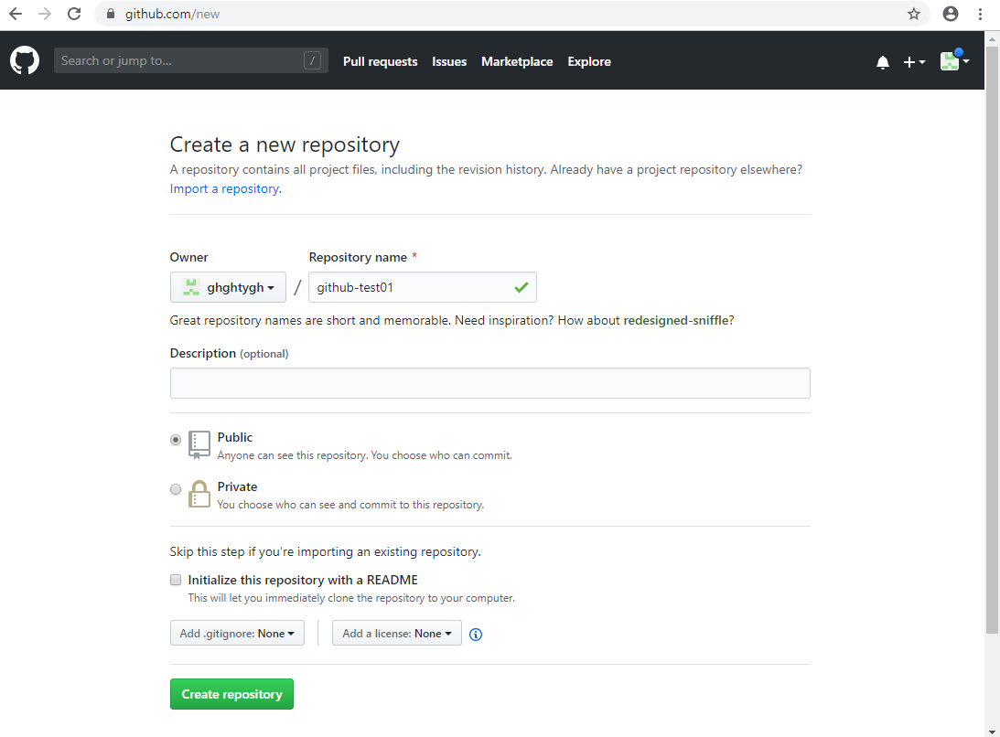 github.com/new
Search or jump to... /
Pull requests Issues Marketplace Explore
Create a new repository
A repository contains all project files, including the revision history. Already have a project repository elsewhere?
Import a repository.
Owner Repository name *
ghghtygh / github-test01
Great repository names are short and memorable. Need inspiration? How about redesigned-sniffle?
Description (optional)
Public
Anyone can see this repository. You choose who can commit.
Private
You choose who can see and commit to this repository.
Skip this step if you're importing an existing repository.
Initialize this repository with a README
This will let you immediately clone the repository to your computer.
Add .gitignore: None Add a license: None
Create repository